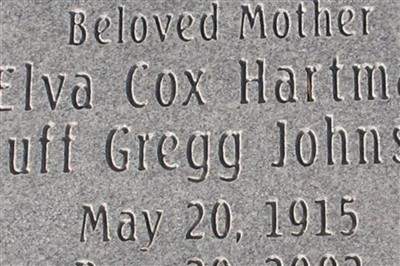 Beloved Mother
Elva Cox Hartm
uff Gregg Johns
May 20, 1915